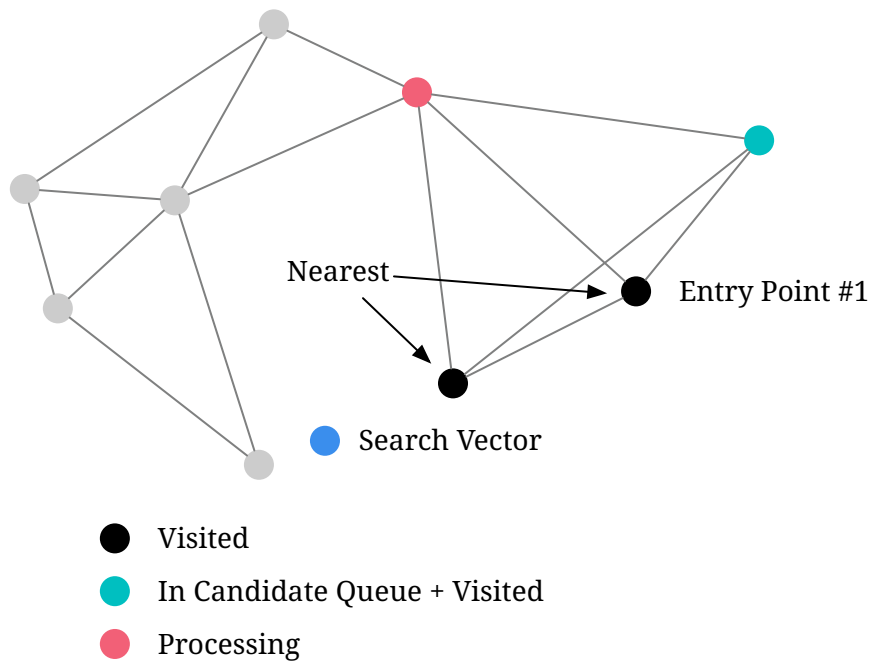 Nearest
Entry Point #1
Search Vector
Visited
In Candidate Queue + Visited
Processing